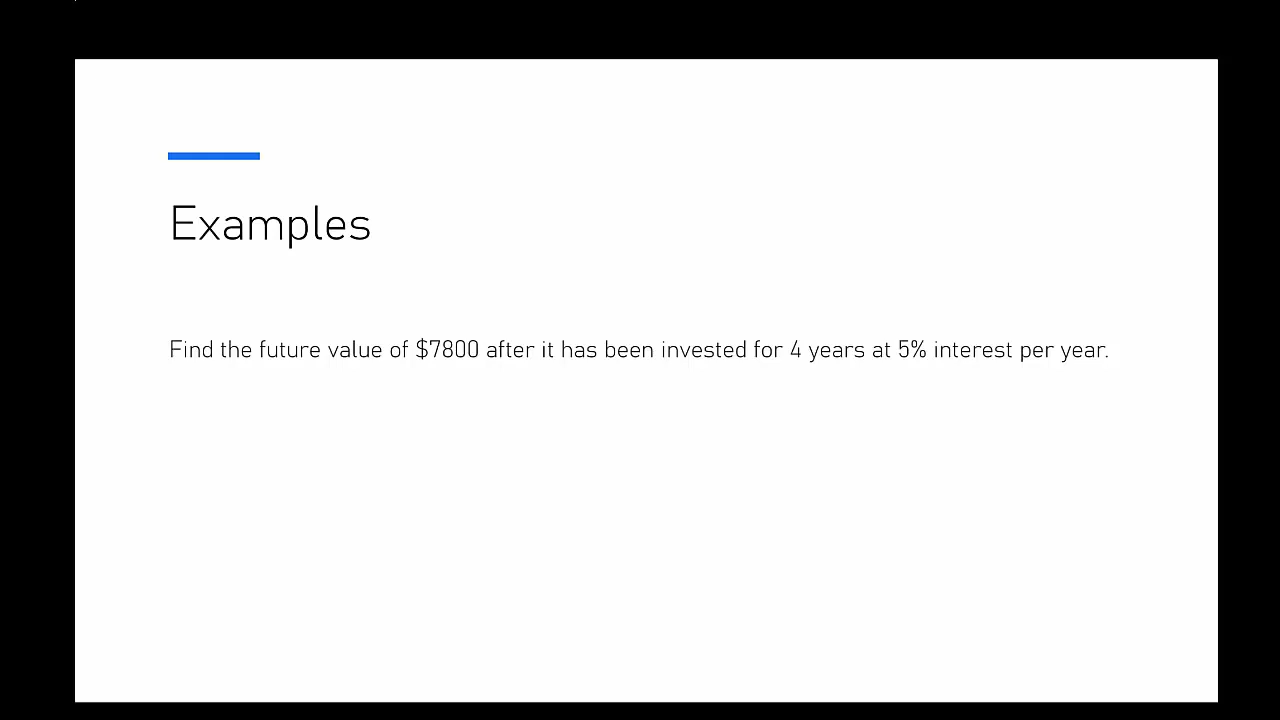 Examples
Find the future value of $7800 after it has been invested for 4 years at 5% interest per year.